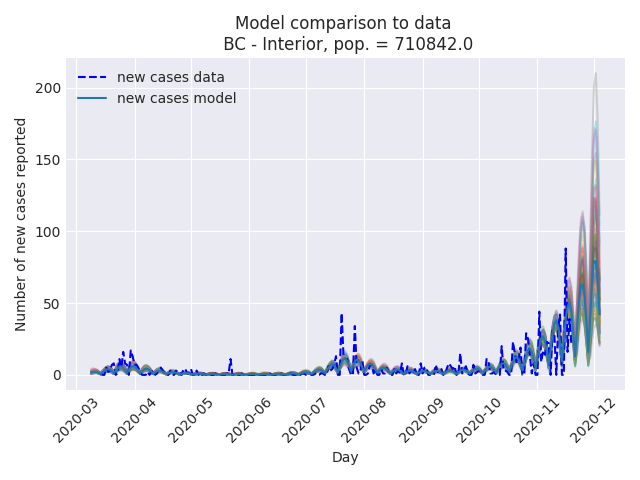 Model comparison to data
BC - Interior, pop. = 710842.0
new cases data
new cases model
Number of new cases reported
200
150
100
50
0
2020-03
2020-04
2020-05
2020-06
2020-07
2020-08
2020-09
2020-10
2020-11
2020-12
Day